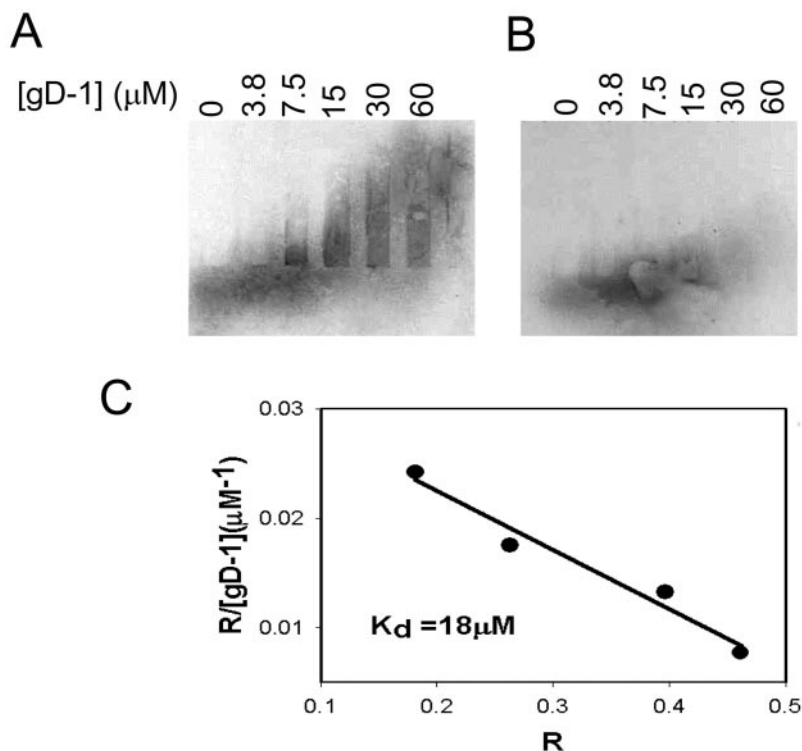 A
[gD-1] (μM) 0 3.8 7.5 15 30 60
B
0 3.8 7.5 15 30 60
C
R/[gD-1](μM-1)
0.03
0.02
0.01
Kd =18μM
0.1 0.2 0.3 0.4 0.5
R